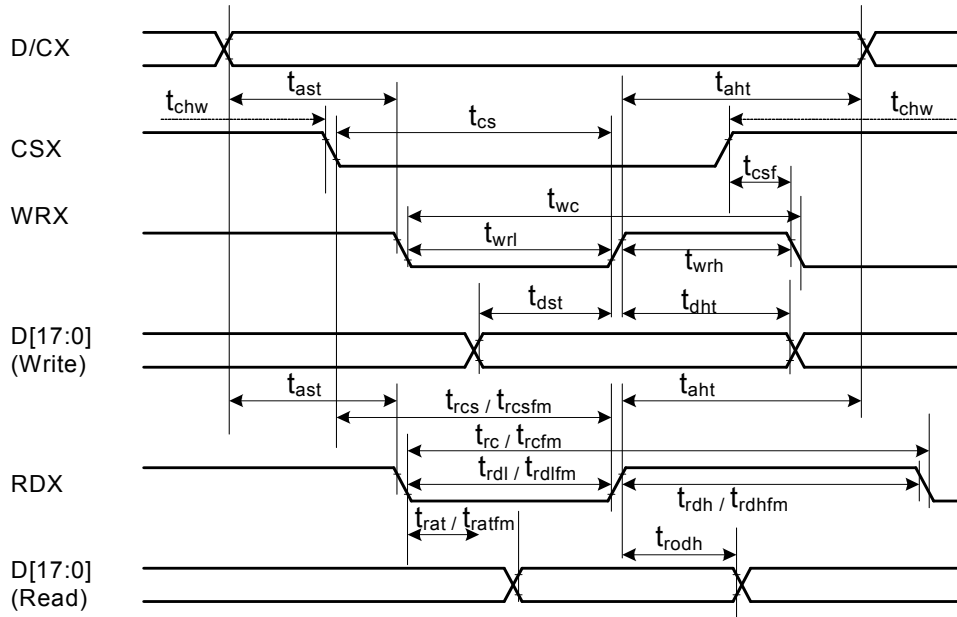 D/CX
t_ast t_aht
t_chw t_cs t_chw
CSX
t_csf
WRX t_wc
t_wrl t_wrh
t_dst t_dht
D[17:0]
(Write)
t_ast t_rcs / t_rcsfm t_aht
t_rc / t_rcfm
RDX t_rdl / t_rdlfm
t_rdh / t_rdhfm
t_rat / t_ratfm t_rodh
D[17:0]
(Read)